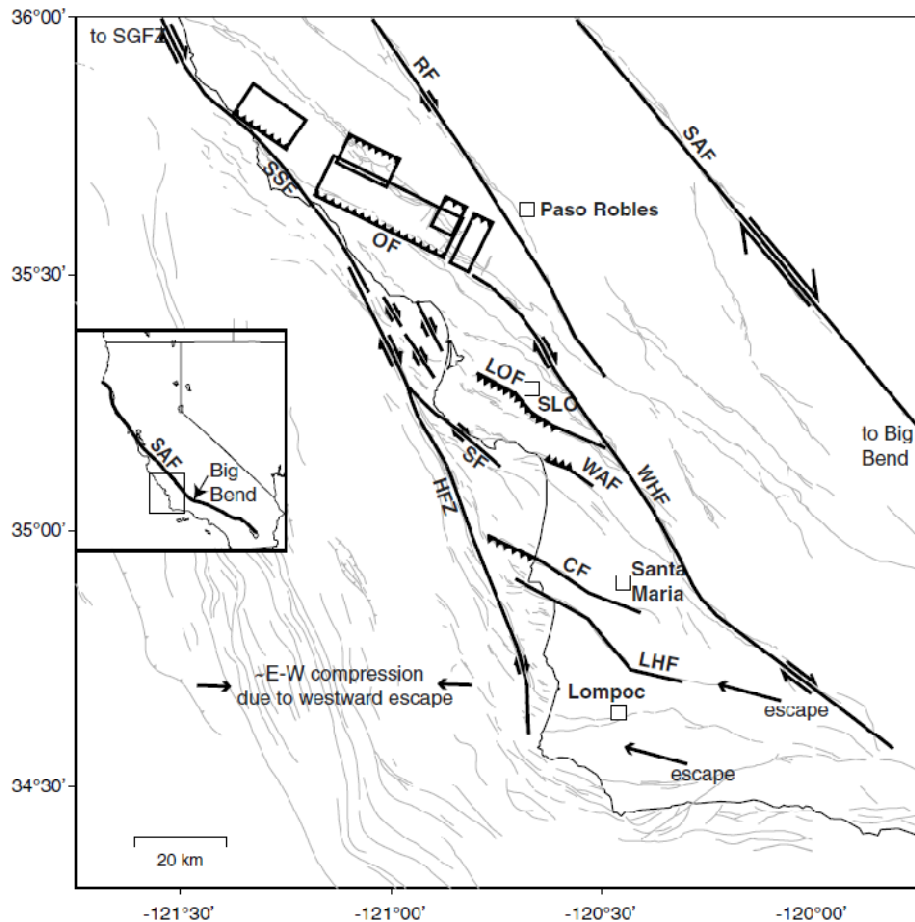 36°00'
to SGFZ
RF
SAF
SSF
Paso Robles
OF
35°30'
LOF
SLO
to Big
Bend
SAF
Big
Bend
SF
WAF
WHF
HFZ
35°00'
CF
Santa
Maria
LHF
~E-W compression
due to westward escape
Lompoc
escape
escape
34°30'
20 km
-121°30'
-121°00'
-120°30'
-120°00'